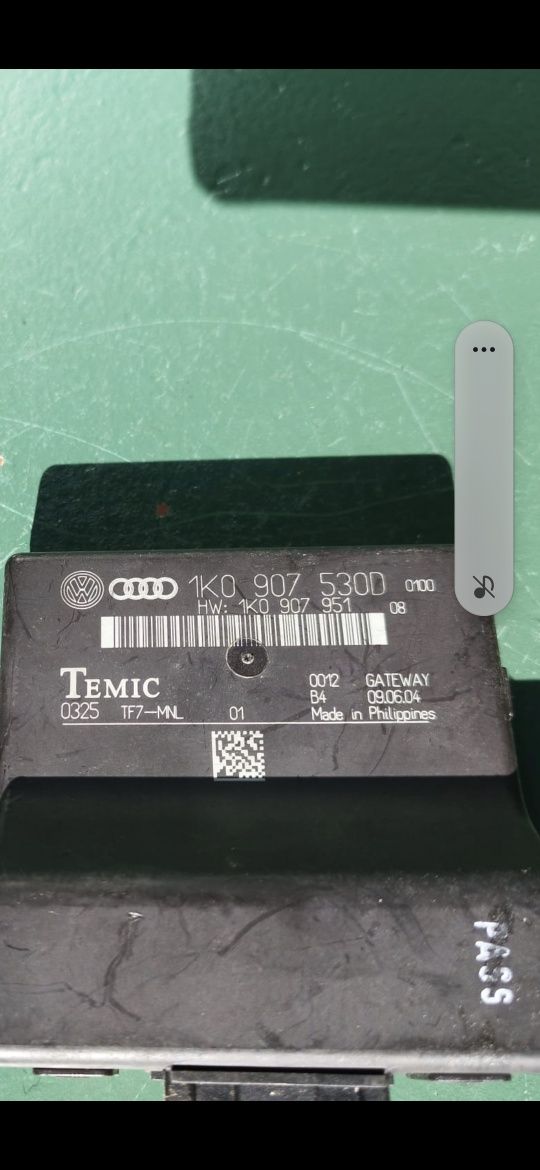 1K0 907 530D 0100
HW: 1K0 907 951 08
TEMIC
0012 GATEWAY
B4 09.06.04
0325 TF7-MNL 01 Made in Philippines
PASS